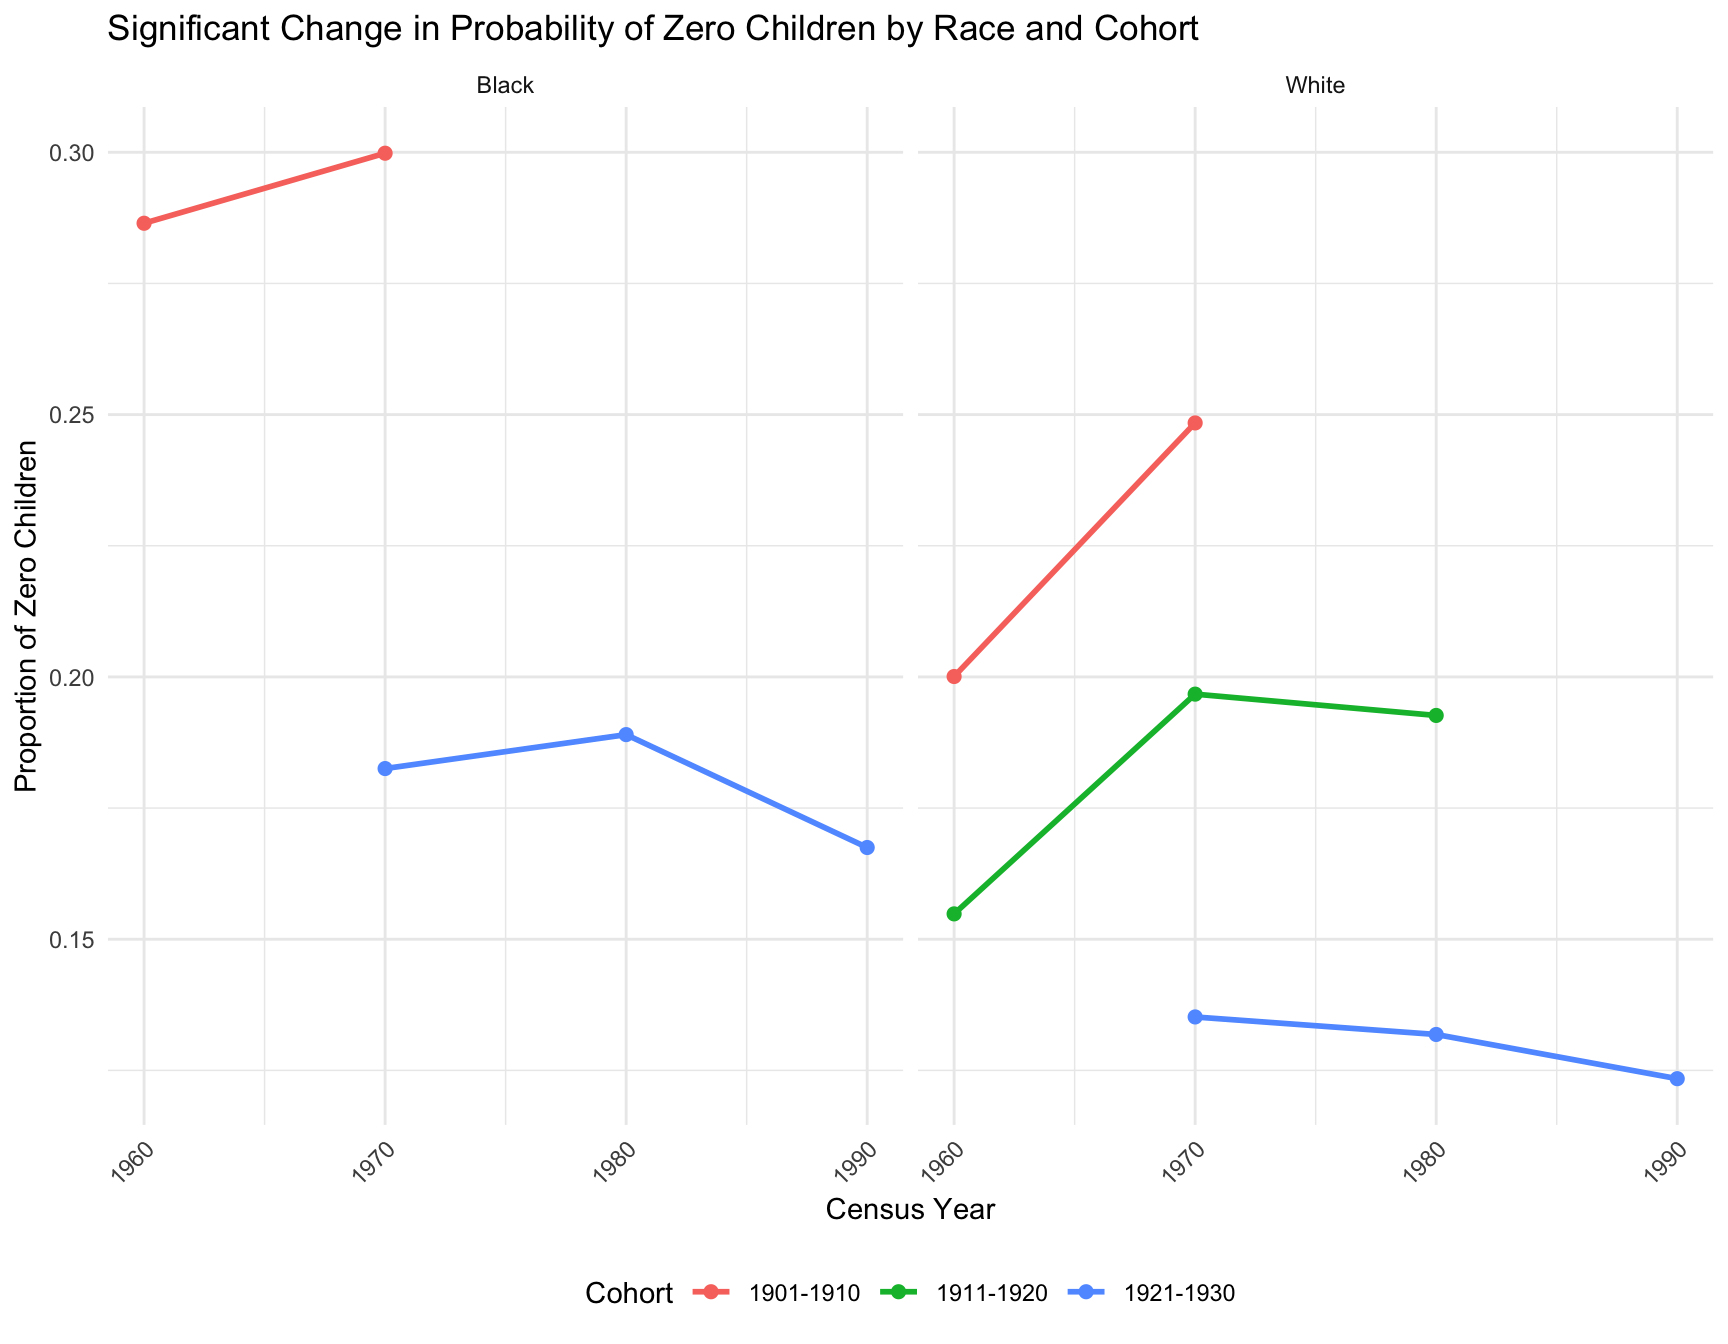 Significant Change in Probability of Zero Children by Race and Cohort
Black
White
Proportion of Zero Children
0.30
0.25
0.20
0.15
1960
1970
1980
1990
1960
1970
1980
1990
Census Year
Cohort 1901-1910 1911-1920 1921-1930